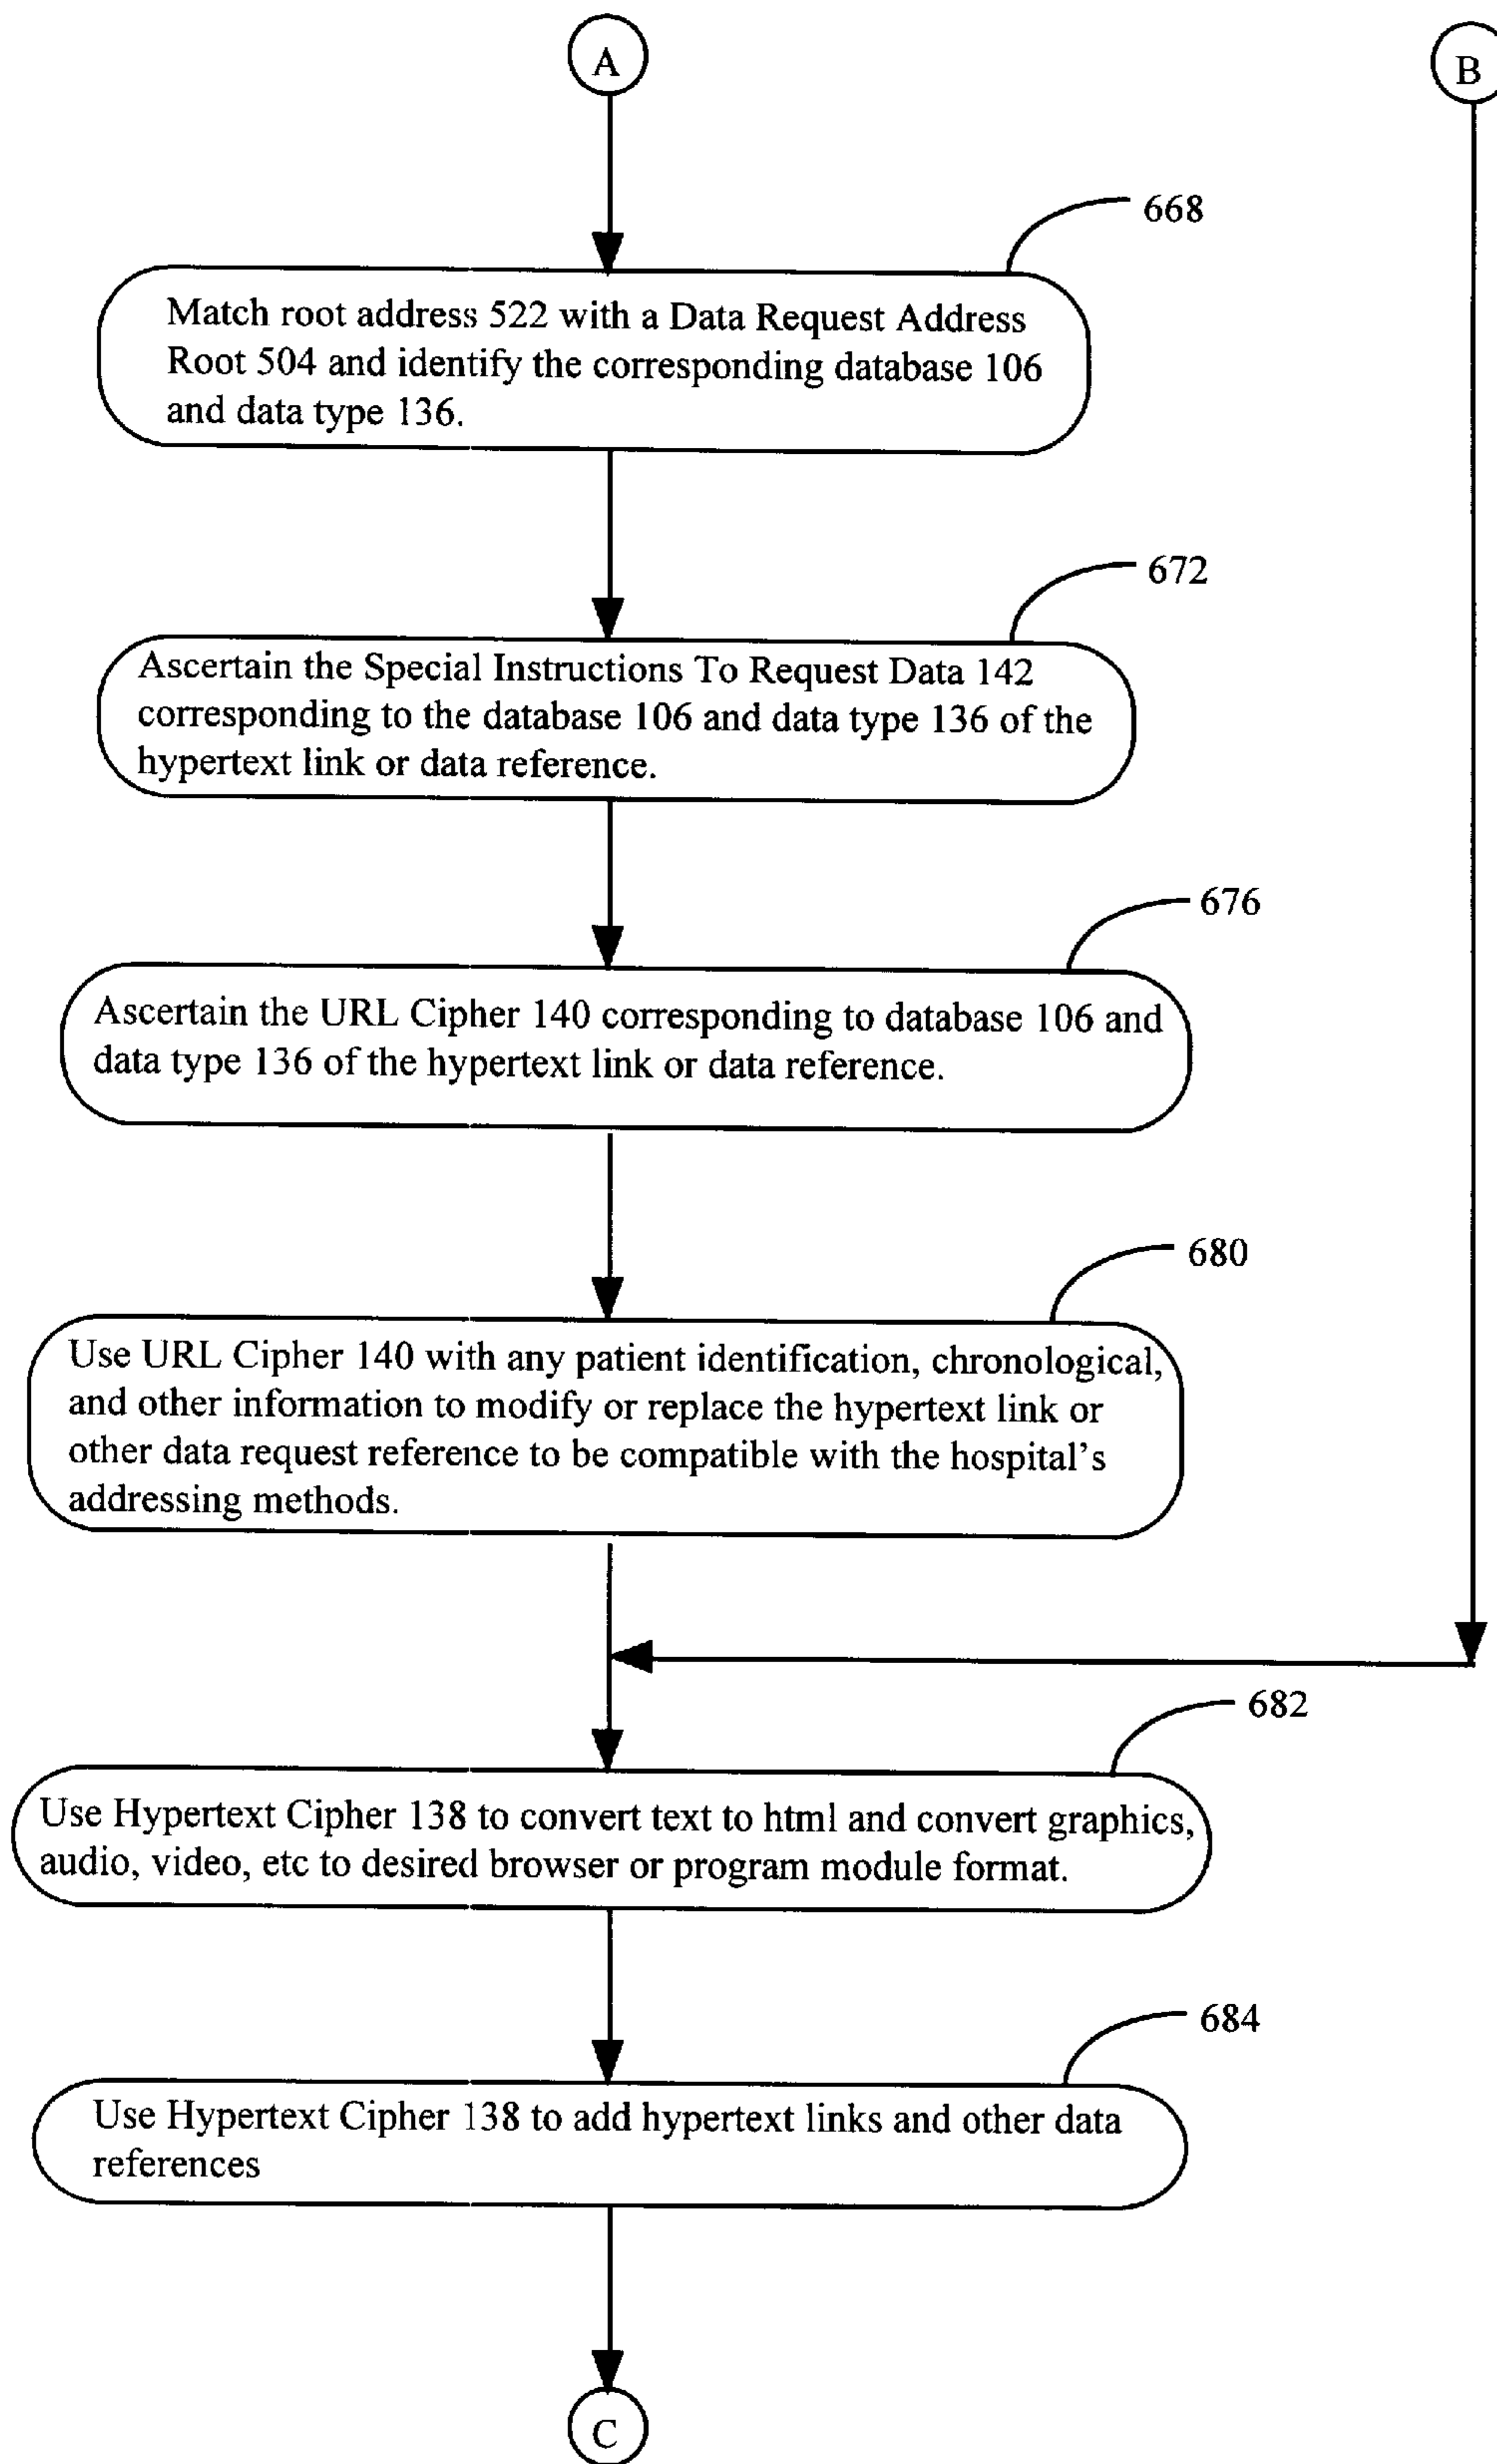 A
B
668
Match root address 522 with a Data Request Address
Root 504 and identify the corresponding database 106
and data type 136.
672
Ascertain the Special Instructions To Request Data 142
corresponding to the database 106 and data type 136 of the
hypertext link or data reference.
676
Ascertain the URL Cipher 140 corresponding to database 106 and
data type 136 of the hypertext link or data reference.
680
Use URL Cipher 140 with any patient identification, chronological,
and other information to modify or replace the hypertext link or
other data request reference to be compatible with the hospital's
addressing methods.
682
Use Hypertext Cipher 138 to convert text to html and convert graphics,
audio, video, etc to desired browser or program module format.
684
Use Hypertext Cipher 138 to add hypertext links and other data
references
C